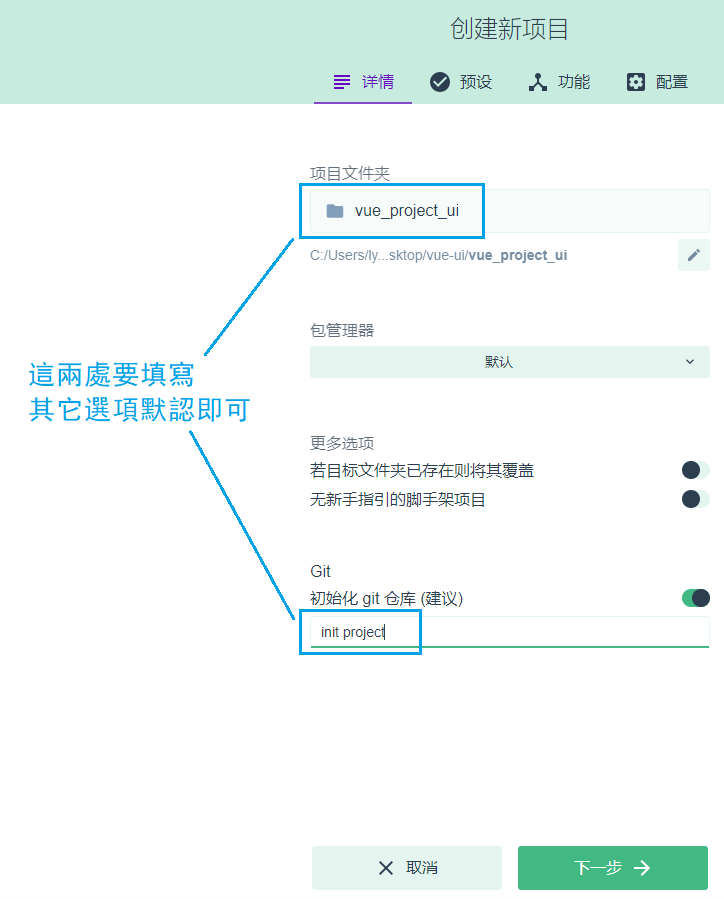 创建新项目
详情 预设 功能 配置
项目文件夹
vue_project_ui
C:/Users/ly...sktop/vue-ui/vue_project_ui
包管理器
默认
這兩處要填寫
其它選項默認即可
更多选项
若目标文件夹已存在则将其覆盖
无新手指引的脚手架项目
Git
初始化 git 仓库 (建议)
init project
取消 下一步